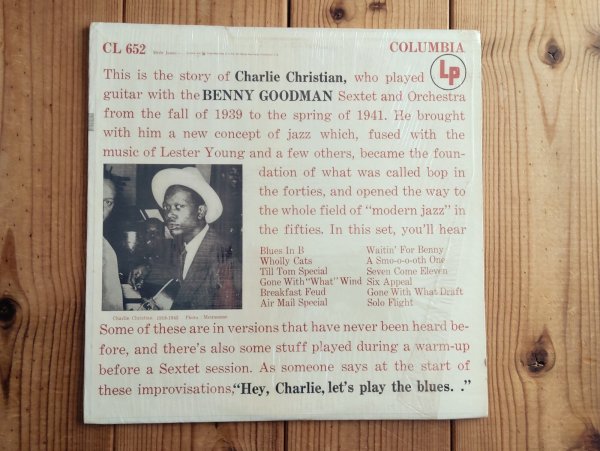 CL 652
COLUMBIA
Lp
This is the story of Charlie Christian, who played
guitar with the BENNY GOODMAN Sextet and Orchestra
from the fall of 1939 to the spring of 1941. He brought
with him a new concept of jazz which, fused with the
music of Lester Young and a few others, became the foun-
dation of what was called bop in
the forties, and opened the way to
the whole field of "modern jazz" in
the fifties. In this set, you'll hear
Blues In B
Wholly Cats
Till Tom Special
Gone With "What" Wind
Breakfast Feud
Air Mail Special
Waitin' For Benny
A Smo-o-o-oth One
Seven Come Eleven
Six Appeal
Gone With What Draft
Solo Flight
Charlie Christian 1919-1942 Photo Metronome
Some of these are in versions that have never been heard be-
fore, and there's also some stuff played during a warm-up
before a Sextet session. As someone says at the start of
these improvisations, "Hey, Charlie, let's play the blues. ."